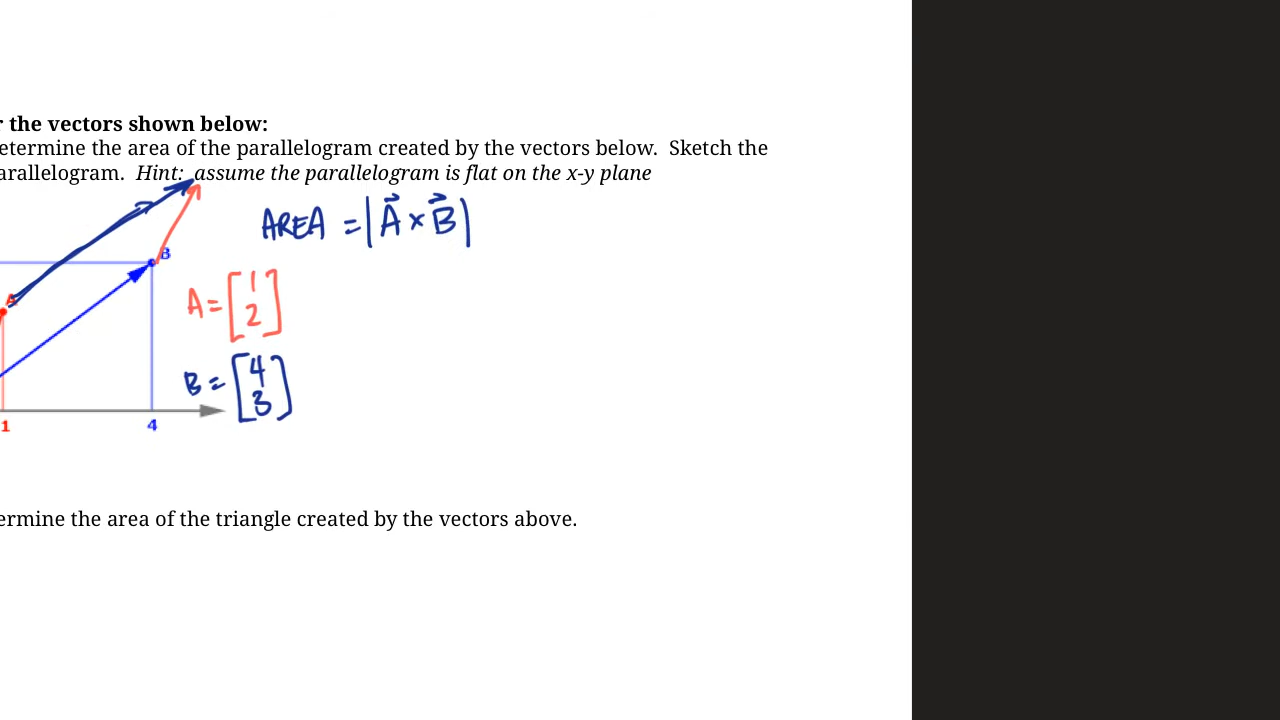 r the vectors shown below:
etermine the area of the parallelogram created by the vectors below. Sketch the
arallelogram. Hint: assume the parallelogram is flat on the x-y plane
AREA = |A⃗ × B⃗|
B
A
A = [1
2]
B = [4
3]
1
4
ermine the area of the triangle created by the vectors above.